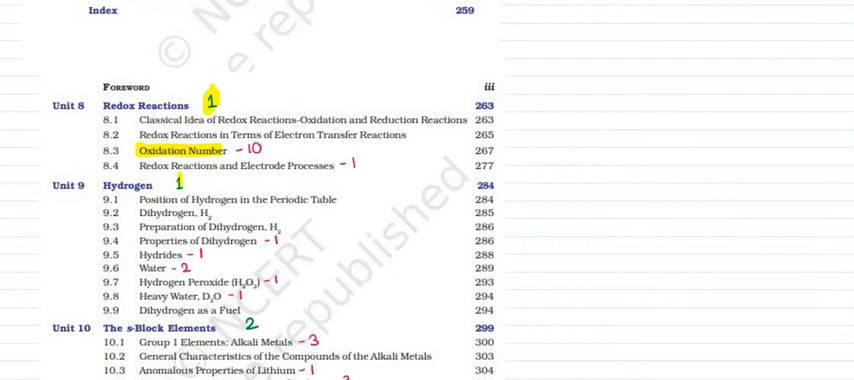 Index 259
FOREWORD iii
Unit 8 Redox Reactions 1 263
8.1 Classical Idea of Redox Reactions-Oxidation and Reduction Reactions 263
8.2 Redox Reactions in Terms of Electron Transfer Reactions 265
8.3 Oxidation Number - 10 267
8.4 Redox Reactions and Electrode Processes - 1 277
Unit 9 Hydrogen 1 284
9.1 Position of Hydrogen in the Periodic Table 284
9.2 Dihydrogen, H₂ 285
9.3 Preparation of Dihydrogen, H₂ 286
9.4 Properties of Dihydrogen - 1 286
9.5 Hydrides - 1 288
9.6 Water - 2 289
9.7 Hydrogen Peroxide (H₂O₂) - 1 293
9.8 Heavy Water, D₂O - 1 294
9.9 Dihydrogen as a Fuel 294
Unit 10 The s-Block Elements 2 299
10.1 Group 1 Elements: Alkali Metals - 3 300
10.2 General Characteristics of the Compounds of the Alkali Metals 303
10.3 Anomalous Properties of Lithium - 1 304
© NCERT
be republished